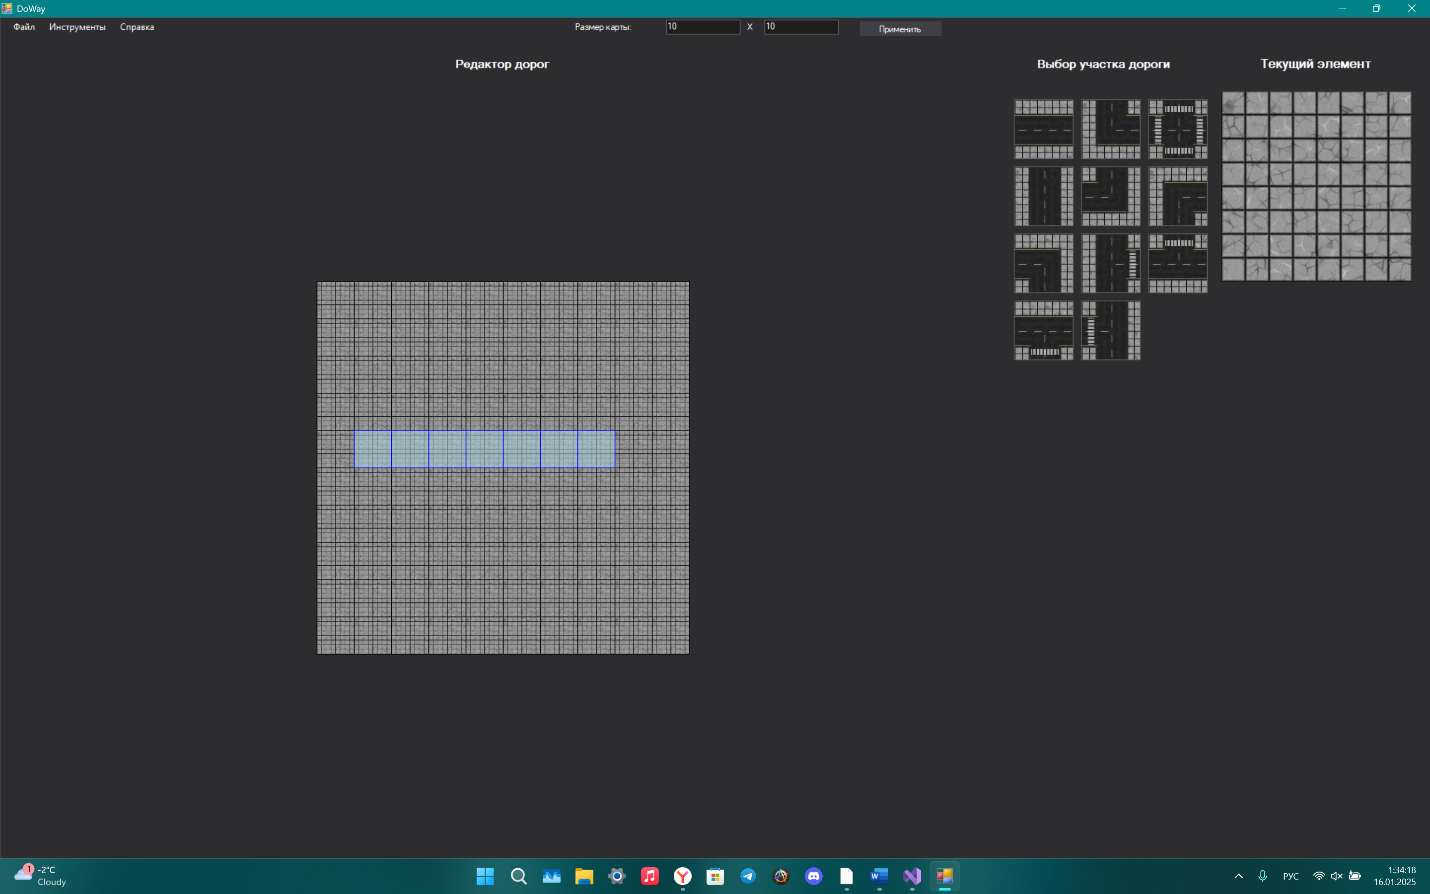 DoWay
Файл Инструменты Справка Размер карты: 10 X 10 Применить
Редактор дорог
Выбор участка дороги
Текущий элемент
1
-2°C
Cloudy
W
РУС
1:34:18
16.01.2025